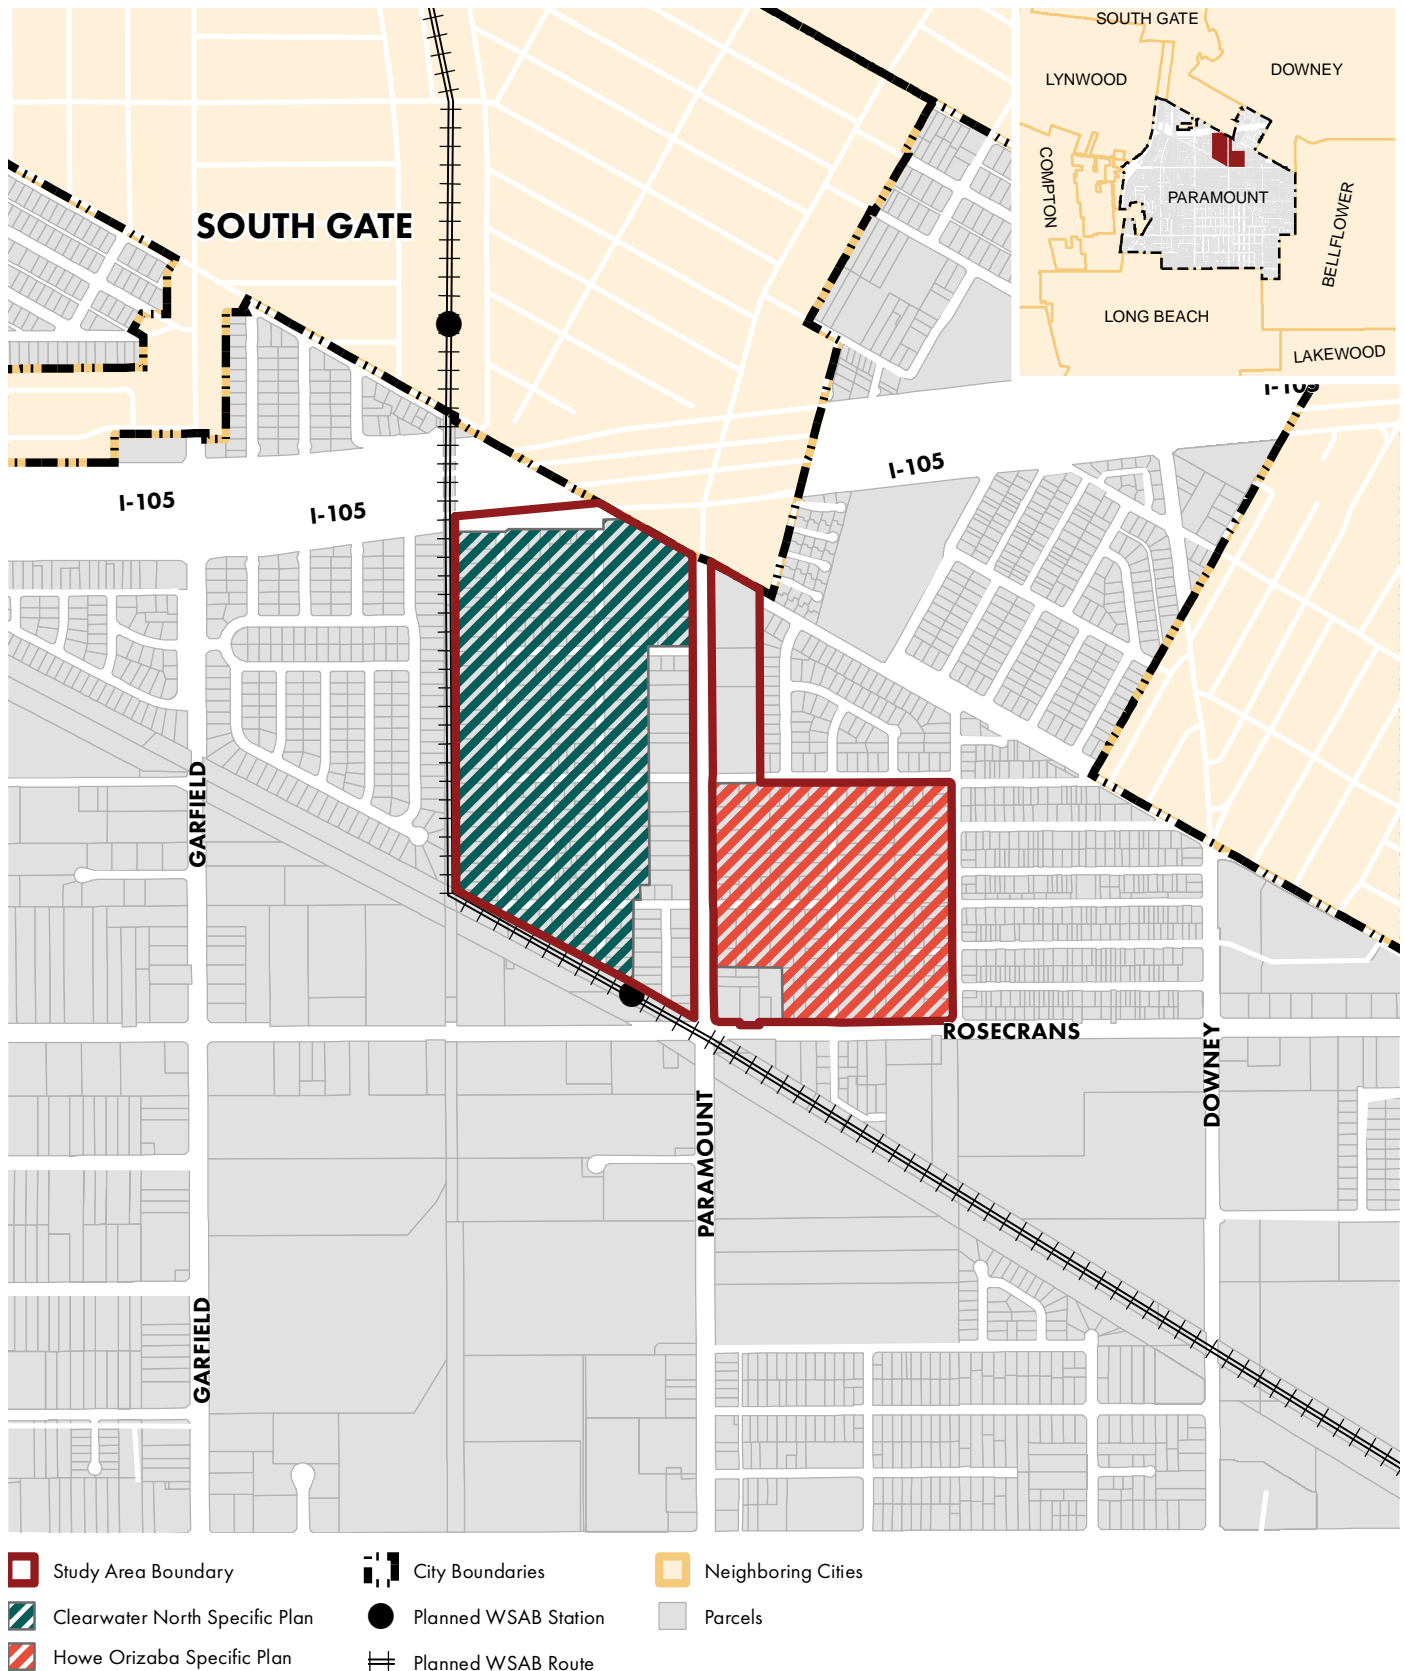 SOUTH GATE
DOWNEY
LYNWOOD
COMPTON
PARAMOUNT
BELLFLOWER
LONG BEACH
LAKEWOOD
SOUTH GATE
I-105
I-105
I-105
I-105
GARFIELD
ROSECRANS
DOWNEY
PARAMOUNT
GARFIELD
Study Area Boundary
City Boundaries
Neighboring Cities
Clearwater North Specific Plan
Planned WSAB Station
Parcels
Howe Orizaba Specific Plan
Planned WSAB Route